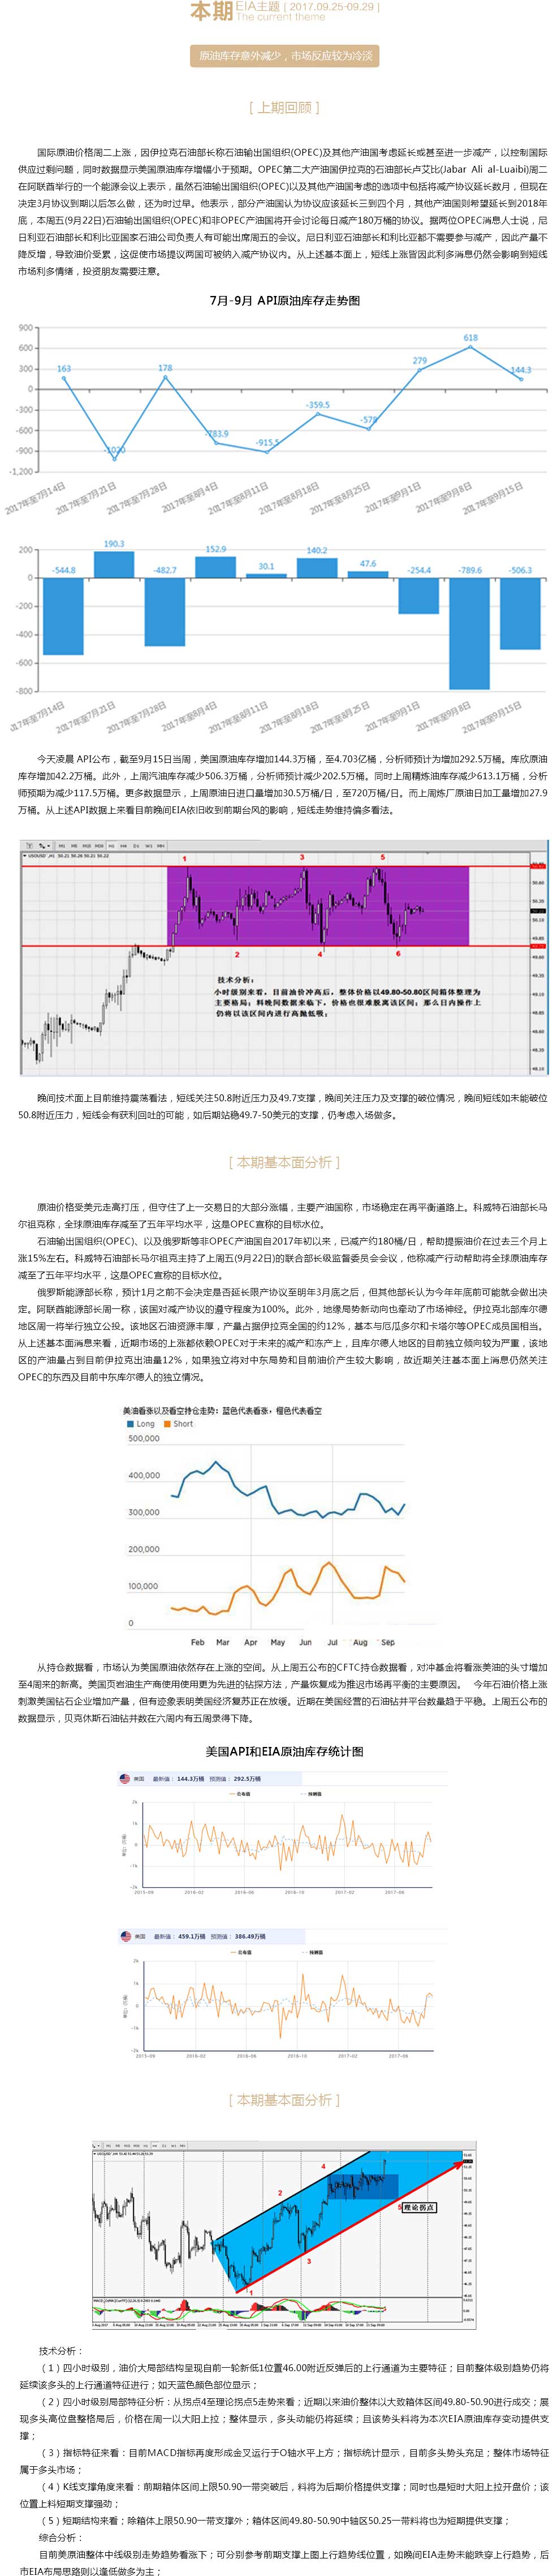 本期 EIA主题 [ 2017.09.25-09.29 ]
The current theme
原油库存意外减少，市场反应较为冷淡
[ 上期回顾 ]
国际原油价格周二上涨，因伊拉克石油部长称石油输出国组织(OPEC)及其他产油国考虑延长或甚至进一步减产，以控制国际
供应过剩问题，同时数据显示美国原油库存增幅小于预期。OPEC第二大产油国伊拉克的石油部长卢艾比(Jabar Ali al-Luaibi)周二
在阿联酋举行的一个能源会议上表示，虽然石油输出国组织(OPEC)以及其他产油国考虑的选项中包括将减产协议延长数月，但现在
决定3月协议到期以后怎么做，还为时过早。他表示，部分产油国认为协议应该延长三到四个月，其他产油国则希望延长到2018年
底，本周五(9月22日)石油输出国组织(OPEC)和非OPEC产油国将开会讨论每日减产180万桶的协议。据两位OPEC消息人士说，尼
日利亚石油部长和利比亚国家石油公司负责人有可能出席周五的会议。尼日利亚石油部长和利比亚都不需要参与减产，因此产量不
降反增，导致油价受累，这促使市场提议两国可被纳入减产协议内。从上述基本面上，短线上涨皆因此利多消息仍然会影响到短线
市场利多情绪，投资朋友需要注意。
7月-9月 API原油库存走势图
900
600
300
0
-300
-600
-900
-1,200
163
-1020
178
-783.9
-915.5
-359.5
-578
279
618
144.3
2017年至7月14日
2017年至7月21日
2017年至7月28日
2017年至8月4日
2017年至8月11日
2017年至8月18日
2017年至8月25日
2017年至9月1日
2017年至9月8日
2017年至9月15日
200
0
-200
-400
-600
-800
-544.8
190.3
-482.7
152.9
30.1
140.2
47.6
-254.4
-789.6
-506.3
2017年至7月14日
2017年至7月21日
2017年至7月28日
2017年至8月4日
2017年至8月11日
2017年至8月18日
2017年至8月25日
2017年至9月1日
2017年至9月8日
2017年至9月15日
今天凌晨 API公布，截至9月15日当周，美国原油库存增加144.3万桶，至4.703亿桶，分析师预计为增加292.5万桶。库欣原油
库存增加42.2万桶。此外，上周汽油库存减少506.3万桶，分析师预计减少202.5万桶。同时上周精炼油库存减少613.1万桶，分析
师预期为减少117.5万桶。更多数据显示，上周原油日进口量增加30.5万桶/日，至720万桶/日。而上周炼厂原油日加工量增加27.9
万桶。从上述API数据上来看目前晚间EIA依旧收到前期台风的影响，短线走势维持偏多看法。
1
3
5
2
4
6
技术分析：
小时级别来看，目前油价冲高后，整体价格以49.80-50.80区间箱体整理为
主要格局；料晚间数据来临下，价格也很难脱离该区间；那么日内操作上
仍将以该区间内进行高抛低吸；
晚间技术面上目前维持震荡看法，短线关注50.8附近压力及49.7支撑，晚间关注压力及支撑的破位情况，晚间短线如未能破位
50.8附近压力，短线会有获利回吐的可能，如后期站稳49.7-50美元的支撑，仍考虑入场做多。
[ 本期基本面分析 ]
原油价格受美元走高打压，但守住了上一交易日的大部分涨幅，主要产油国称，市场稳定在再平衡道路上。科威特石油部长马
尔祖克称，全球原油库存减至了五年平均水平，这是OPEC宣称的目标水位。
石油输出国组织(OPEC)、以及俄罗斯等非OPEC产油国自2017年初以来，已减产约180桶/日，帮助提振油价在过去三个月上
涨15%左右。科威特石油部长马尔祖克主持了上周五(9月22日)的联合部长级监督委员会会议，他称减产行动帮助将全球原油库存
减至了五年平均水平，这是OPEC宣称的目标水位。
俄罗斯能源部长称，预计1月之前不会决定是否延长限产协议至明年3月底之后，但其他部长认为今年年底前可能就会做出决
定。阿联酋能源部长周一称，该国对减产协议的遵守程度为100%。此外，地缘局势新动向也牵动了市场神经。伊拉克北部库尔德
地区周一将举行独立公投。该地区石油资源丰厚，产量占据伊拉克全国的约12%，基本与厄瓜多尔和卡塔尔等OPEC成员国相当。
从上述基本面消息来看，近期市场的上涨都依赖OPEC对于未来的减产和冻产上，且库尔德人地区的目前独立倾向较为严重，该地
区的产油量占到目前伊拉克出油量12%，如果独立将对中东局势和目前油价产生较大影响，故近期关注基本面上消息仍然关注
OPEC的东西及目前中东库尔德人的独立情况。
美油看涨以及看空持仓走势：蓝色代表看涨，橙色代表看空
Long Short
500,000
400,000
300,000
200,000
100,000
0
Feb Mar Apr May Jun Jul Aug Sep
从持仓数据看，市场认为美国原油依然存在上涨的空间。从上周五公布的CFTC持仓数据看，对冲基金将看涨美油的头寸增加
至4周来的新高。美国页岩油生产商使用使用更为先进的钻探方法，产量恢复成为推迟市场再平衡的主要原因。 今年石油价格上涨
刺激美国钻石企业增加产量，但有迹象表明美国经济复苏正在放缓。近期在美国经营的石油钻井平台数量趋于平稳。上周五公布的
数据显示，贝克休斯石油钻井数在六周内有五周录得下降。
美国API和EIA原油库存统计图
美国 最新值：144.3万桶 预测值：292.5万桶
公布值 预测值
2k
1k
0
-1k
-2k
2015-09 2016-02 2016-06 2016-10 2017-02 2017-06
美国 最新值：459.1万桶 预测值：386.49万桶
公布值 预测值
2k
1k
0
-1k
-2k
2015-09 2016-02 2016-06 2016-10 2017-02 2017-06
[ 本期基本面分析 ]
4
2
5 理论拐点
3
1
技术分析：
（1）四小时级别，油价大局部结构呈现自前一轮新低1位置46.00附近反弹后的上行通道为主要特征；目前整体级别趋势仍将
延续该多头的上行通道特征进行；如天蓝色颜色部位显示；
（2）四小时级别局部特征分析：从拐点4至理论拐点5走势来看；近期以来油价整体以大致箱体区间49.80-50.90进行成交；展
现多头高位盘整格局后，价格在周一以大阳上拉；整体显示，多头动能仍将延续；且该势头料将为本次EIA原油库存变动提供支
撑；
（3）指标特征来看：目前MACD指标再度形成金叉运行于O轴水平上方；指标统计显示，目前多头势头充足；整体市场特征
属于多头市场；
（4）K线支撑角度来看：前期箱体区间上限50.90一带突破后，料将为后期价格提供支撑；同时也是短时大阳上拉开盘价；该
位置上料短期支撑强劲；
（5）短期结构来看；除箱体上限50.90一带支撑外；箱体区间49.80-50.90中轴区50.25一带料将也为短期提供支撑；
综合分析：
目前美原油整体中线级别走势趋势看涨下；可分别参考前期支撑上图上行趋势线位置，如晚间EIA走势未能跌穿上行趋势，后
市EIA布局思路则以逢低做多为主；